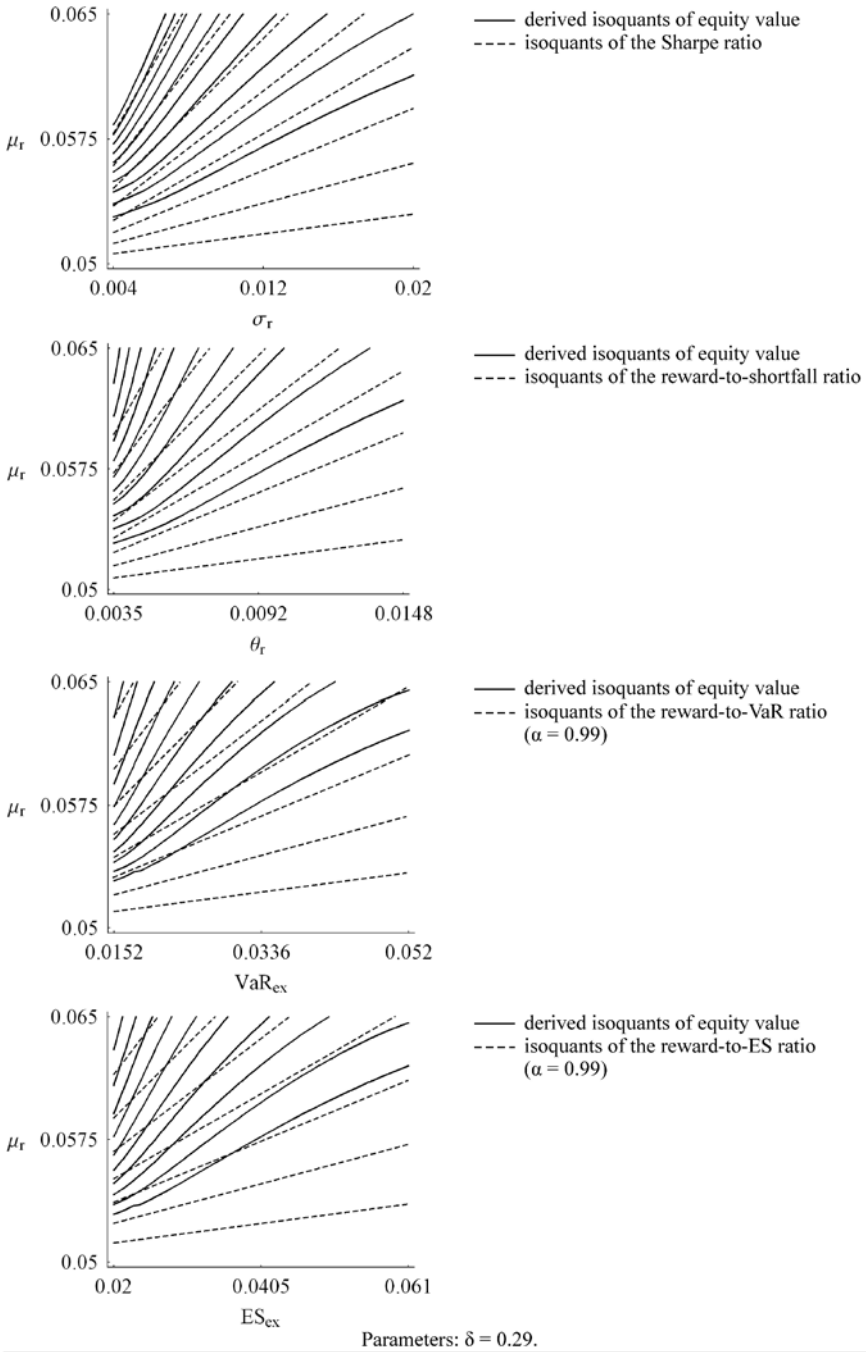 0.065
μr 0.0575
0.05
0.004 0.012 0.02
σr
derived isoquants of equity value
isoquants of the Sharpe ratio
0.065
μr 0.0575
0.05
0.0035 0.0092 0.0148
θr
derived isoquants of equity value
isoquants of the reward-to-shortfall ratio
0.065
μr 0.0575
0.05
0.0152 0.0336 0.052
VaRex
derived isoquants of equity value
isoquants of the reward-to-VaR ratio
(α = 0.99)
0.065
μr 0.0575
0.05
0.02 0.0405 0.061
ESex
derived isoquants of equity value
isoquants of the reward-to-ES ratio
(α = 0.99)
Parameters: δ = 0.29.